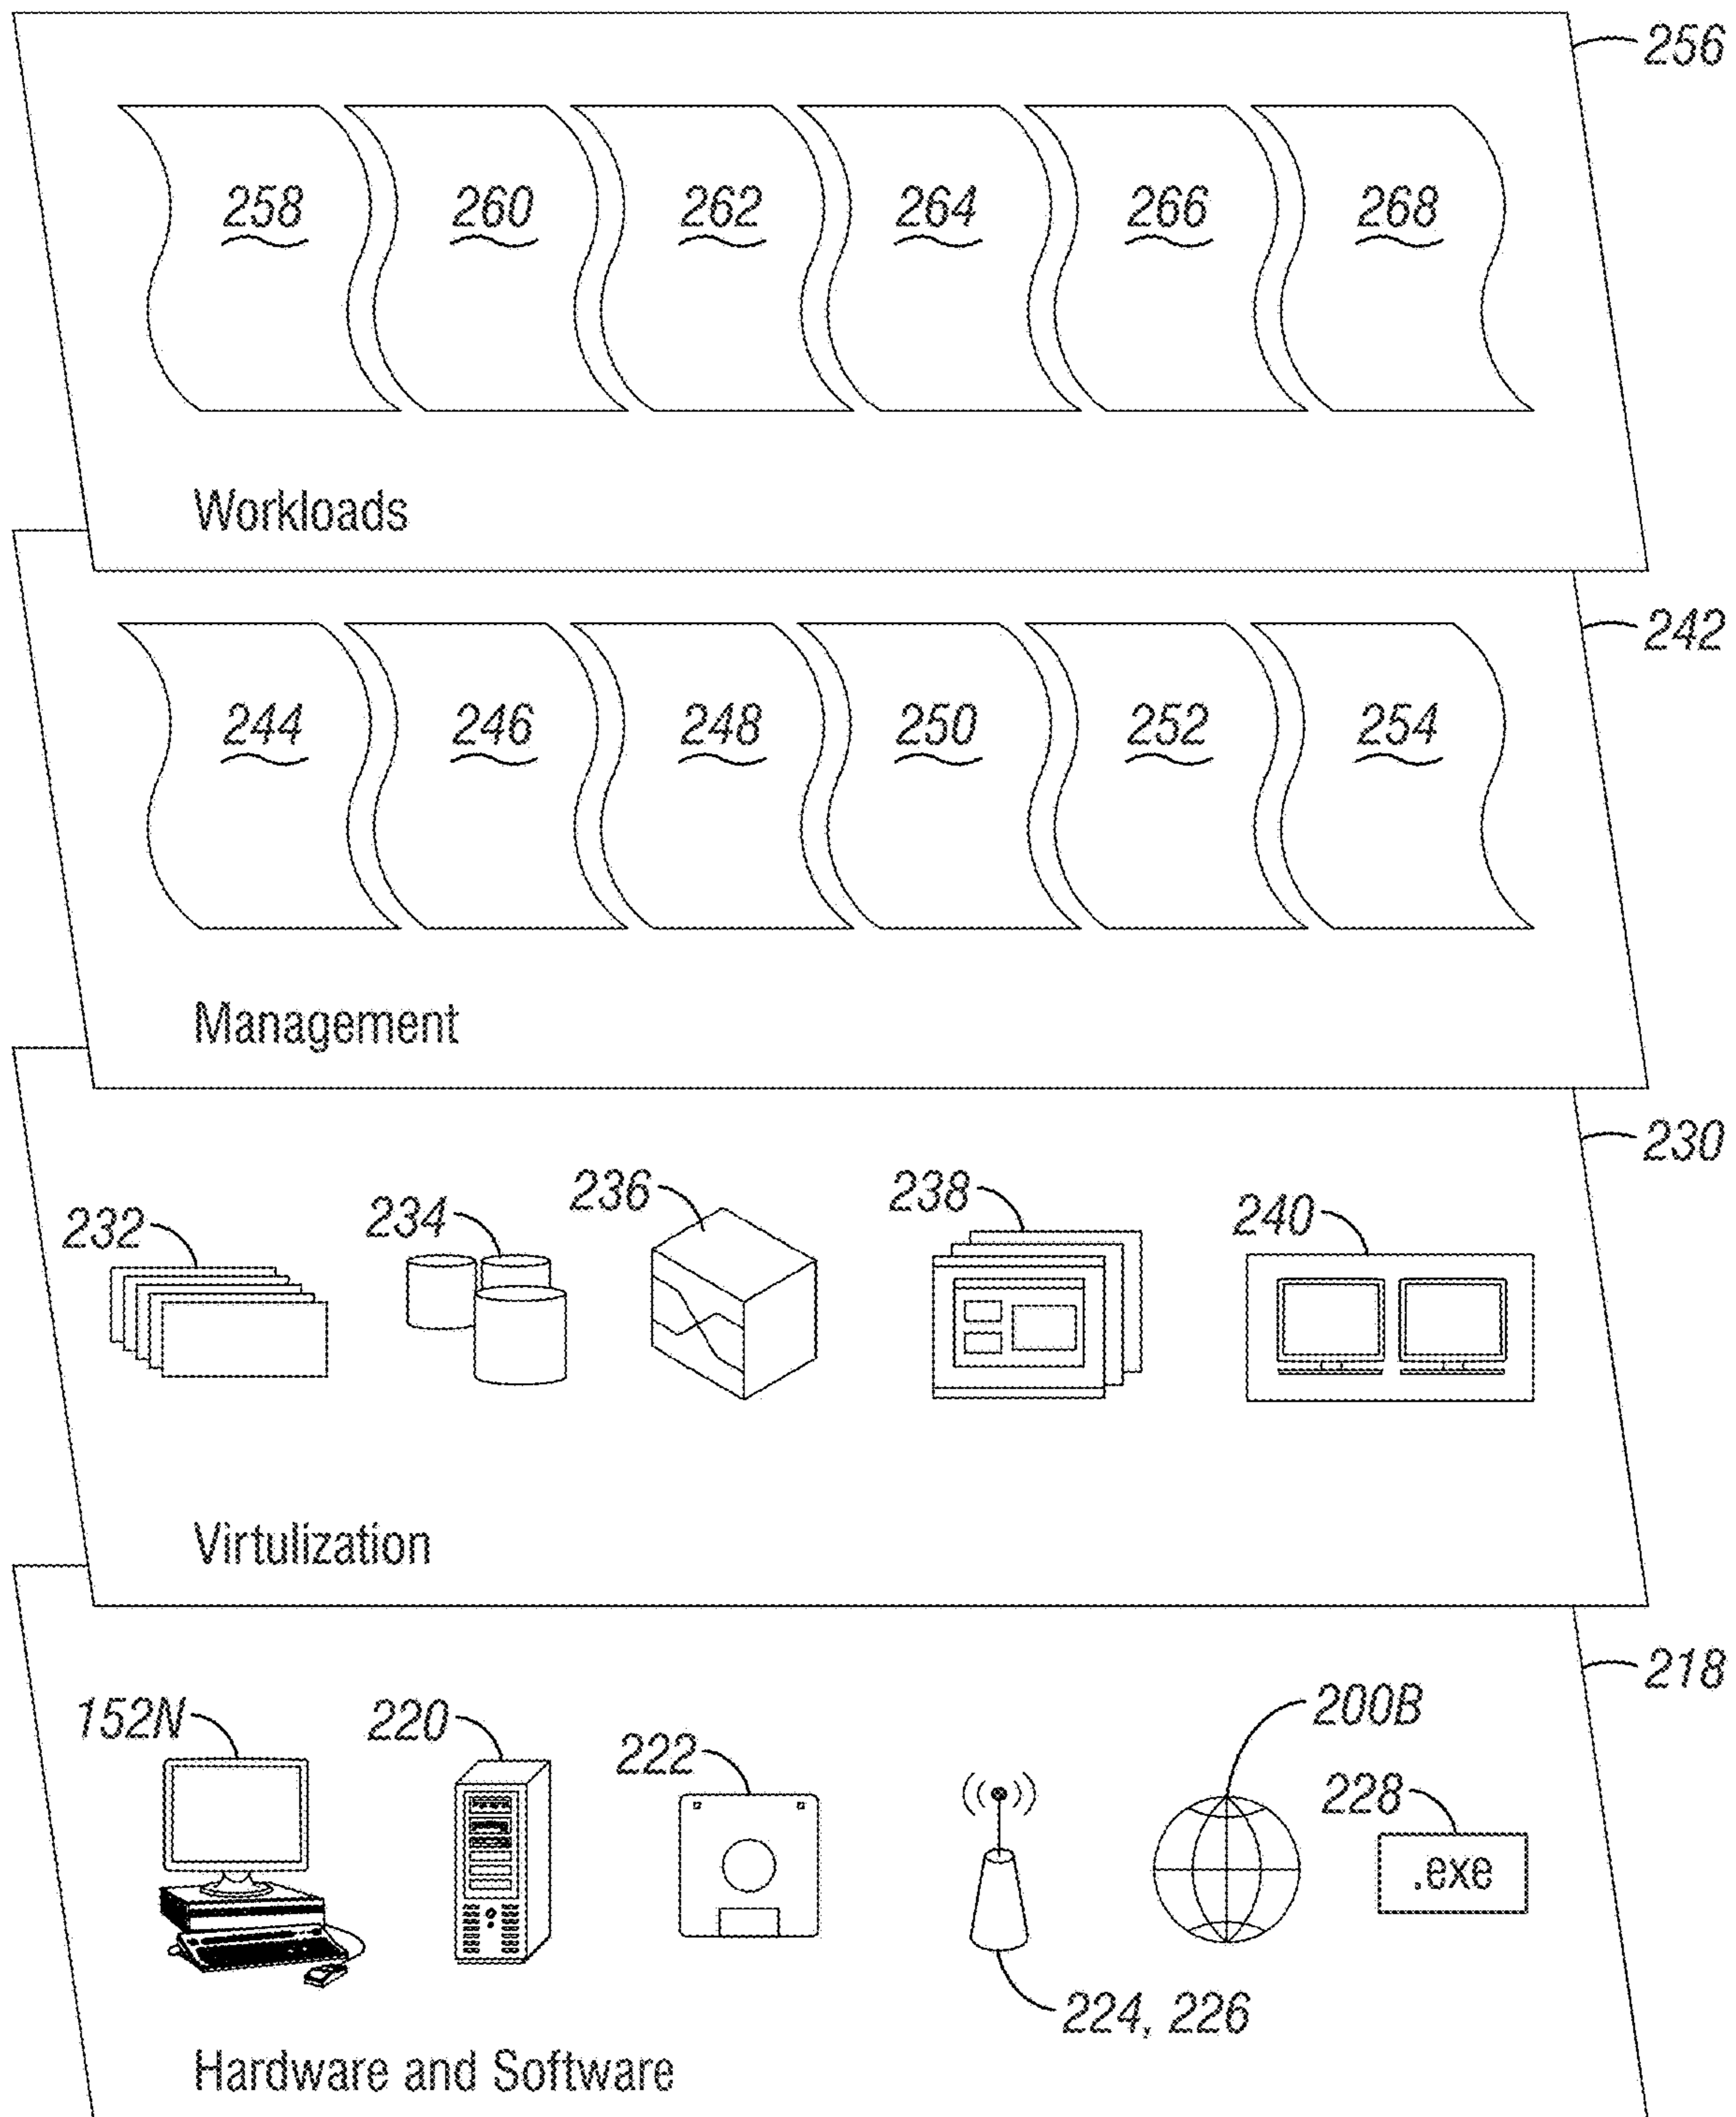 256
258 260 262 264 266 268
Workloads
242
244 246 248 250 252 254
Management
230
232 234 236 238 240
Virtulization
218
152N 220 222 200B 228
.exe
224, 226
Hardware and Software